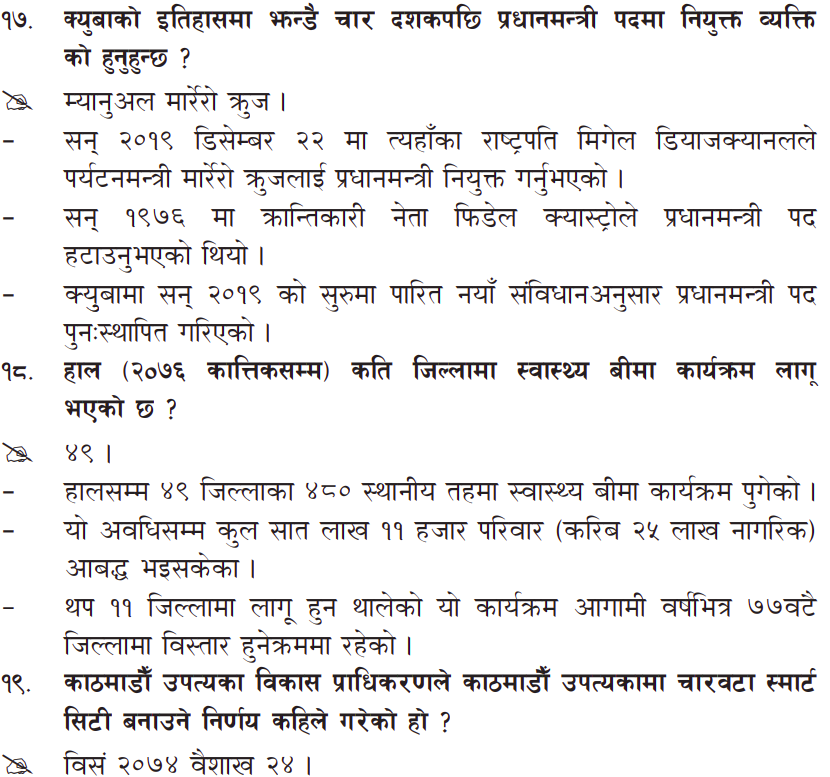 १७. क्युबाको इतिहासमा झन्डै चार दशकपछि प्रधानमन्त्री पदमा नियुक्त व्यक्ति
को हुनुहुन्छ ?
म्यानुअल मार्रेरो क्रुज ।
– सन् २०१९ डिसेम्बर २२ मा त्यहाँका राष्ट्रपति मिगेल डियाजक्यानलले
पर्यटनमन्त्री मार्रेरो क्रुजलाई प्रधानमन्त्री नियुक्त गर्नुभएको ।
– सन् १९७६ मा क्रान्तिकारी नेता फिडेल क्यास्ट्रोले प्रधानमन्त्री पद
हटाउनुभएको थियो ।
– क्युबामा सन् २०१९ को सुरुमा पारित नयाँ संविधानअनुसार प्रधानमन्त्री पद
पुनःस्थापित गरिएको ।
१८. हाल (२०७६ कात्तिकसम्म) कति जिल्लामा स्वास्थ्य बीमा कार्यक्रम लागू
भएको छ ?
४९ ।
– हालसम्म ४९ जिल्लाका ४८० स्थानीय तहमा स्वास्थ्य बीमा कार्यक्रम पुगेको ।
– यो अवधिसम्म कुल सात लाख ११ हजार परिवार (करिब २५ लाख नागरिक)
आबद्ध भइसकेका ।
– थप ११ जिल्लामा लागू हुन थालेको यो कार्यक्रम आगामी वर्षभित्र ७७वटै
जिल्लामा विस्तार हुनेक्रममा रहेको ।
१९. काठमाडौँ उपत्यका विकास प्राधिकरणले काठमाडौँ उपत्यकामा चारवटा स्मार्ट
सिटी बनाउने निर्णय कहिले गरेको हो ?
विसं २०७४ वैशाख २४ ।